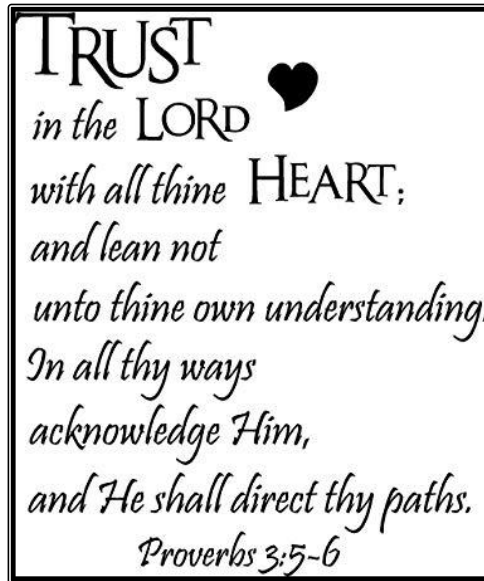 TRUST
in the LORD
with all thine HEART;
and lean not
unto thine own understanding.
In all thy ways
acknowledge Him,
and He shall direct thy paths.
Proverbs 3:5-6